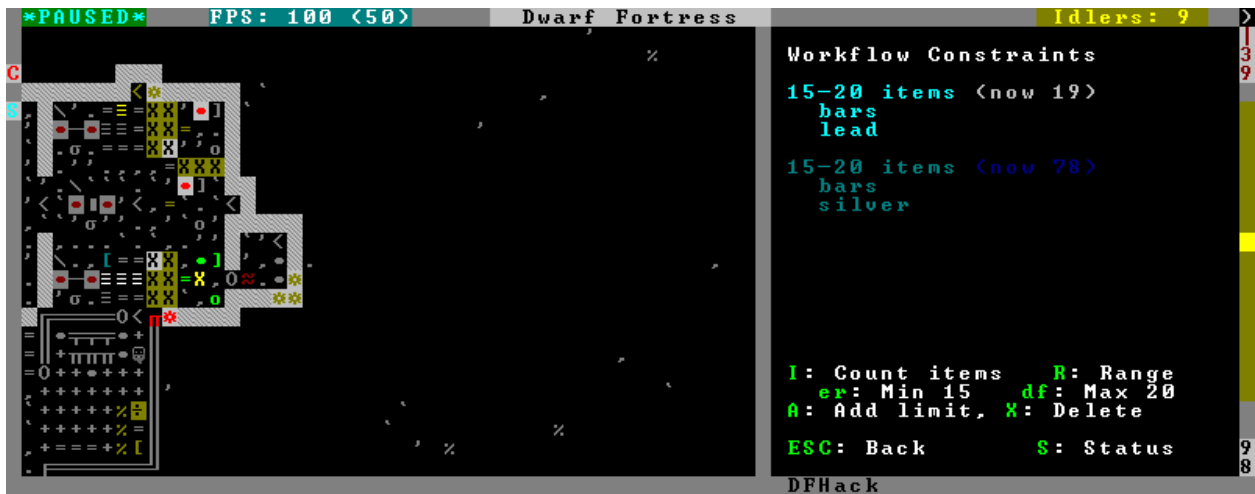 *PAUSED* FPS: 100 (50) Dwarf Fortress Idlers: 9
C
S
Workflow Constraints
15-20 items (now 19)
bars
lead
15-20 items (now 78)
bars
silver
I: Count items R: Range
er: Min 15 df: Max 20
A: Add limit, X: Delete
ESC: Back S: Status
DFHack
39
98